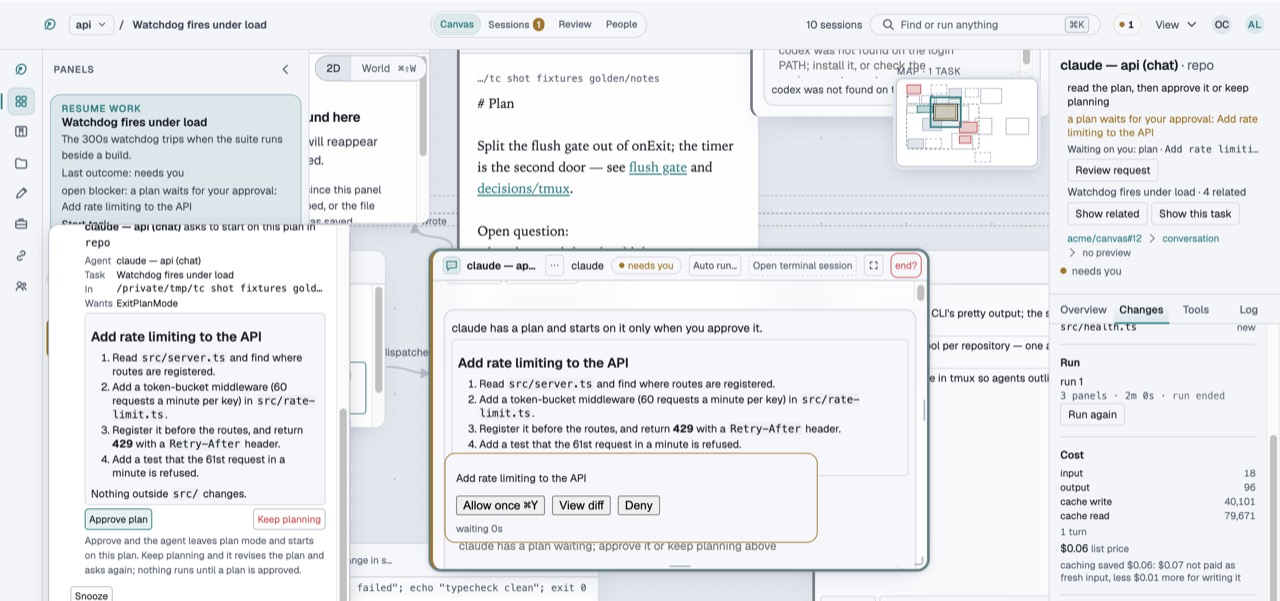 api / Watchdog fires under load
Canvas Sessions 1 Review People
10 sessions
Find or run anything ⌘K
1
View
OC
AL
PANELS
RESUME WORK
Watchdog fires under load
The 300s watchdog trips when the suite runs
beside a build.
Last outcome: needs you
open blocker: a plan waits for your approval:
Add rate limiting to the API
claude — api (chat) asks to start on this plan in
repo
Agent claude — api (chat)
Task Watchdog fires under load
In /private/tmp/tc shot fixtures gold…
Wants ExitPlanMode
Add rate limiting to the API
1. Read src/server.ts and find where
routes are registered.
2. Add a token-bucket middleware (60
requests a minute per key) in src/rate-
limit.ts.
3. Register it before the routes, and return
429 with a Retry-After header.
4. Add a test that the 61st request in a
minute is refused.
Nothing outside src/ changes.
Approve plan
Keep planning
Approve and the agent leaves plan mode and starts
on this plan. Keep planning and it revises the plan and
asks again; nothing runs until a plan is approved.
Snooze
2D World ⌘⇧W
und here
will reappear
ed.
ince this panel
ped, or the file
as saved
wrote
…/tc shot fixtures golden/notes
# Plan
Split the flush gate out of onExit; the timer
is the second door — see flush gate and
decisions/tmux.
Open question:
codex was not found on the login
PATH; install it, or check the
codex was not found on t
MAP · 1 TASK
lispatche
claude — ap… ⋯ claude needs you Auto run… Open terminal session end?
claude has a plan and starts on it only when you approve it.
Add rate limiting to the API
1. Read src/server.ts and find where routes are registered.
2. Add a token-bucket middleware (60 requests a minute per key) in src/rate-
limit.ts.
3. Register it before the routes, and return 429 with a Retry-After header.
4. Add a test that the 61st request in a minute is refused.
Add rate limiting to the API
Allow once ⌘Y View diff Deny
waiting 0s
claude has a plan waiting; approve it or keep planning above
CLI's pretty output; the s
ol per repository — one a
e in tmux so agents outli
nge in s…
failed"; echo "typecheck clean"; exit 0
claude — api (chat) · repo
read the plan, then approve it or keep
planning
a plan waits for your approval: Add rate
limiting to the API
Waiting on you: plan · Add rate limiti…
Review request
Watchdog fires under load · 4 related
Show related Show this task
acme/canvas#12 > conversation
> no preview
needs you
Overview Changes Tools Log
src/health.ts new
Run
run 1
3 panels · 2m 0s · run ended
Run again
Cost
input 18
output 96
cache write 40,101
cache read 79,671
1 turn
$0.06 list price
caching saved $0.06: $0.07 not paid as
fresh input, less $0.01 more for writing it